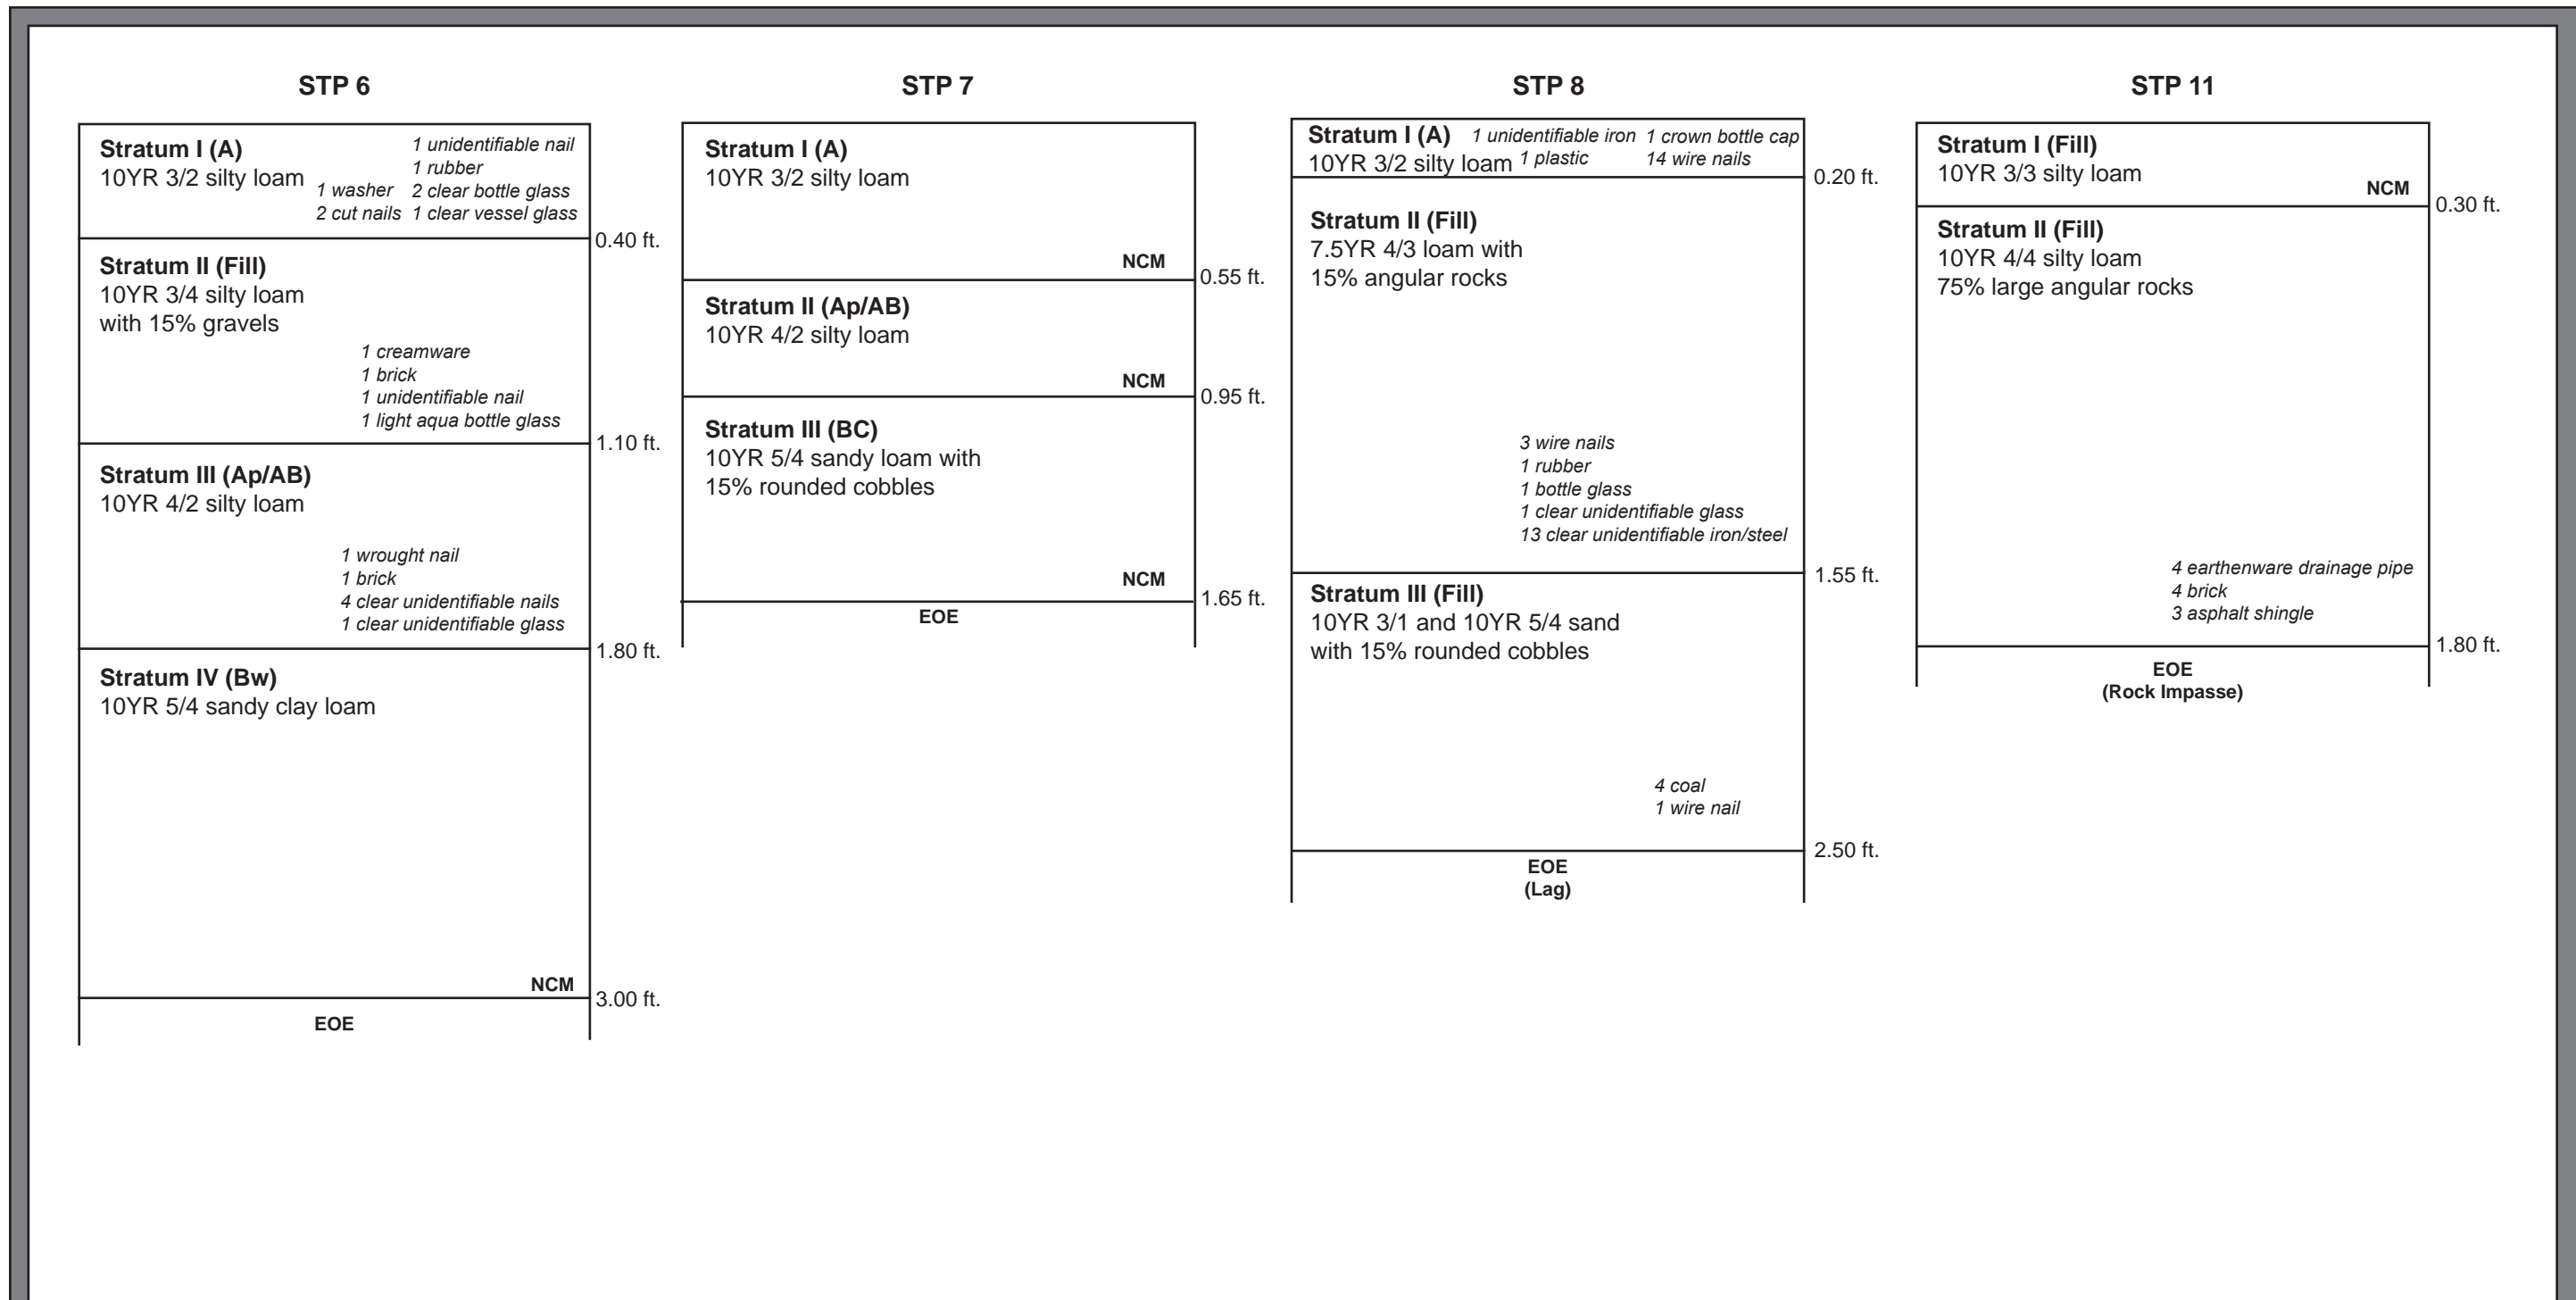 STP 6
Stratum I (A)
10YR 3/2 silty loam
1 washer
2 cut nails
1 unidentifiable nail
1 rubber
2 clear bottle glass
1 clear vessel glass
0.40 ft.
Stratum II (Fill)
10YR 3/4 silty loam
with 15% gravels
1 creamware
1 brick
1 unidentifiable nail
1 light aqua bottle glass
1.10 ft.
Stratum III (Ap/AB)
10YR 4/2 silty loam
1 wrought nail
1 brick
4 clear unidentifiable nails
1 clear unidentifiable glass
1.80 ft.
Stratum IV (Bw)
10YR 5/4 sandy clay loam
NCM
3.00 ft.
EOE
STP 7
Stratum I (A)
10YR 3/2 silty loam
NCM
0.55 ft.
Stratum II (Ap/AB)
10YR 4/2 silty loam
NCM
0.95 ft.
Stratum III (BC)
10YR 5/4 sandy loam with
15% rounded cobbles
NCM
1.65 ft.
EOE
STP 8
Stratum I (A)
10YR 3/2 silty loam
1 unidentifiable iron
1 plastic
1 crown bottle cap
14 wire nails
0.20 ft.
Stratum II (Fill)
7.5YR 4/3 loam with
15% angular rocks
3 wire nails
1 rubber
1 bottle glass
1 clear unidentifiable glass
13 clear unidentifiable iron/steel
1.55 ft.
Stratum III (Fill)
10YR 3/1 and 10YR 5/4 sand
with 15% rounded cobbles
4 coal
1 wire nail
2.50 ft.
EOE
(Lag)
STP 11
Stratum I (Fill)
10YR 3/3 silty loam
NCM
0.30 ft.
Stratum II (Fill)
10YR 4/4 silty loam
75% large angular rocks
4 earthenware drainage pipe
4 brick
3 asphalt shingle
1.80 ft.
EOE
(Rock Impasse)